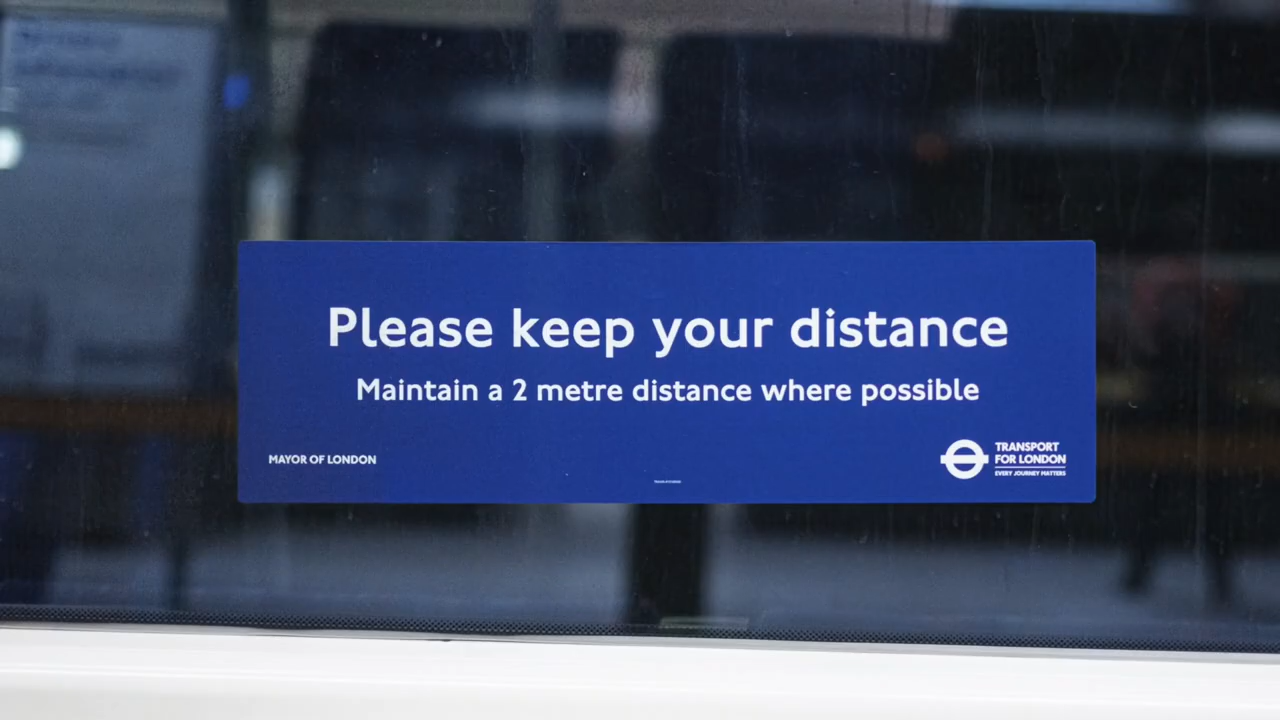 Please keep your distance
Maintain a 2 metre distance where possible
MAYOR OF LONDON
TRANSPORT
FOR LONDON
EVERY JOURNEY MATTERS